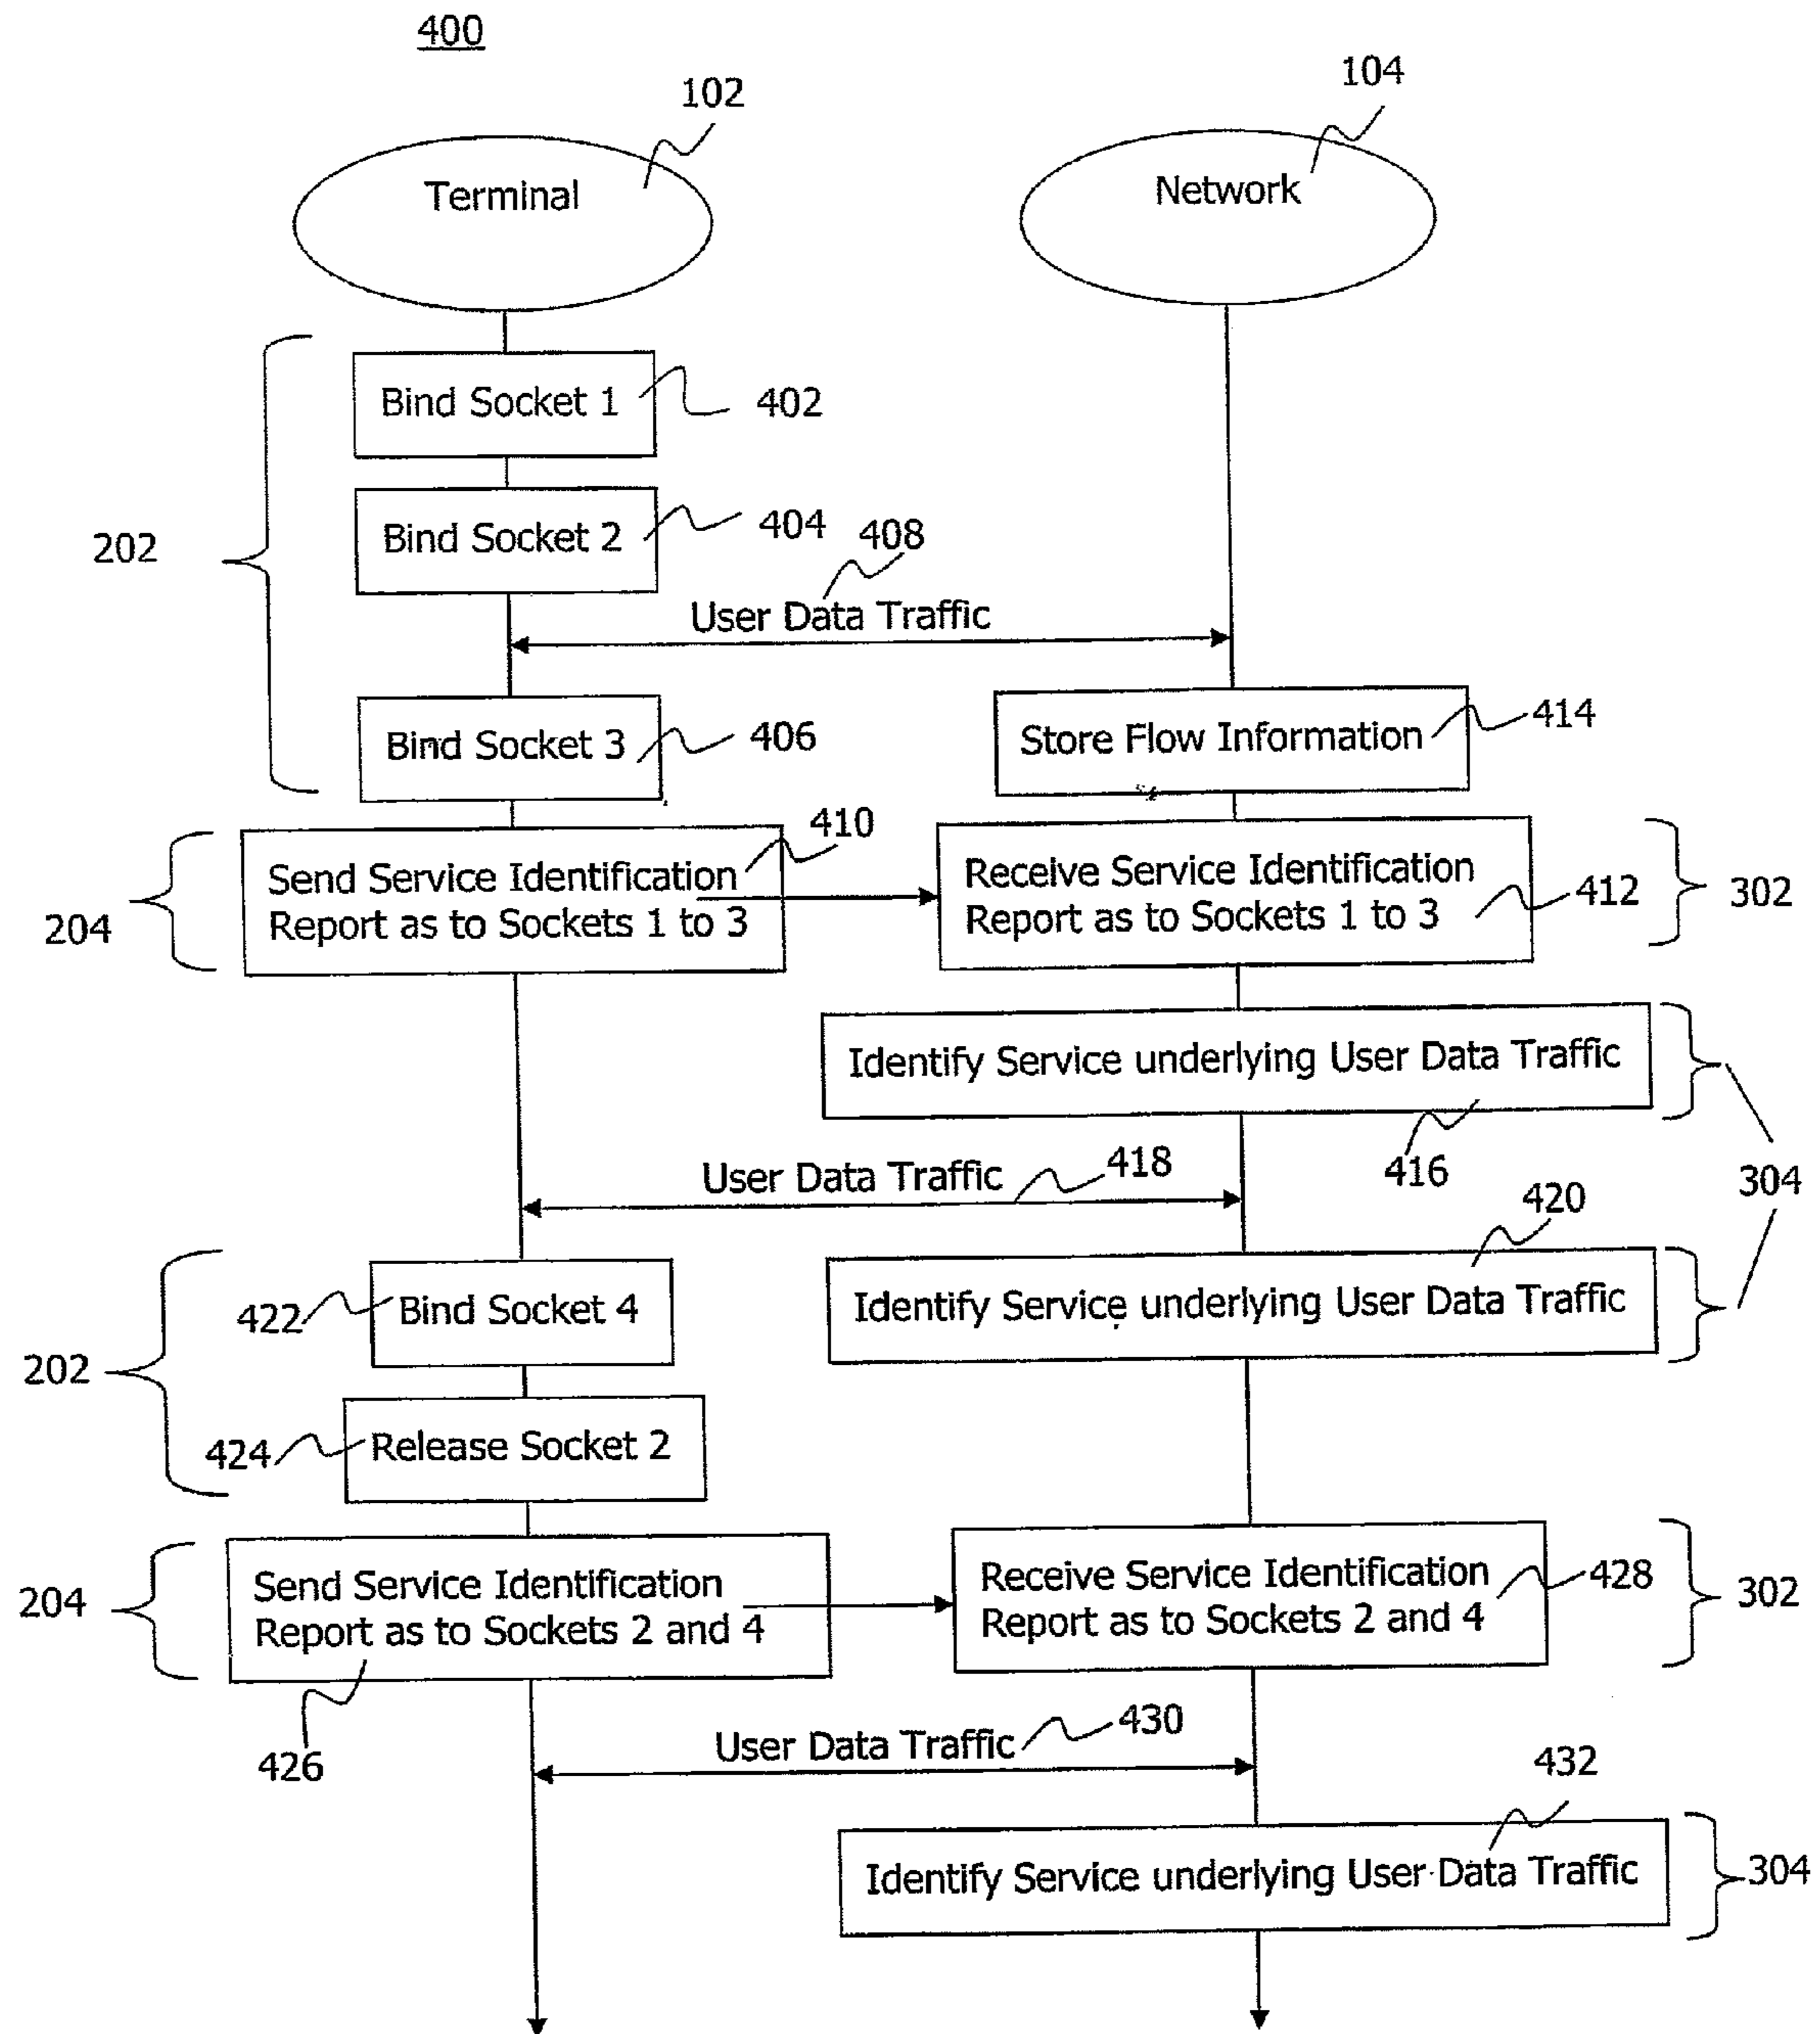 400
102
104
Terminal
Network
Bind Socket 1
402
Bind Socket 2
404
202
408
User Data Traffic
Bind Socket 3
406
Store Flow Information
414
410
Send Service Identification
Report as to Sockets 1 to 3
204
Receive Service Identification
Report as to Sockets 1 to 3
412
302
Identify Service underlying User Data Traffic
416
304
User Data Traffic
418
420
Bind Socket 4
422
Identify Service underlying User Data Traffic
202
Release Socket 2
424
Send Service Identification
Report as to Sockets 2 and 4
204
426
Receive Service Identification
Report as to Sockets 2 and 4
428
302
User Data Traffic
430
432
Identify Service underlying User Data Traffic
304